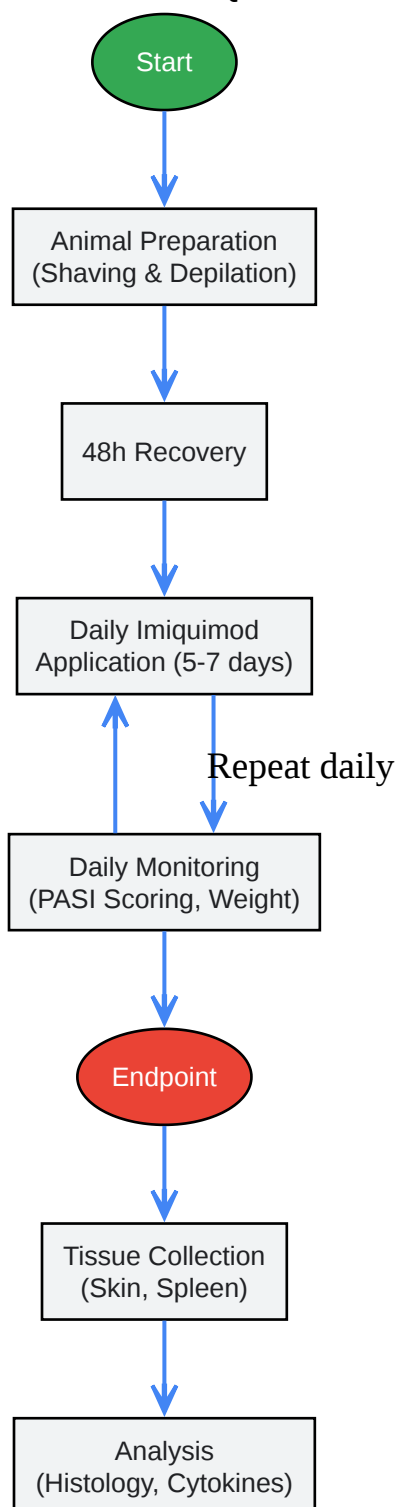 Start
Animal Preparation
(Shaving & Depilation)
48h Recovery
Daily Imiquimod
Application (5-7 days)
Repeat daily
Daily Monitoring
(PASI Scoring, Weight)
Endpoint
Tissue Collection
(Skin, Spleen)
Analysis
(Histology, Cytokines)